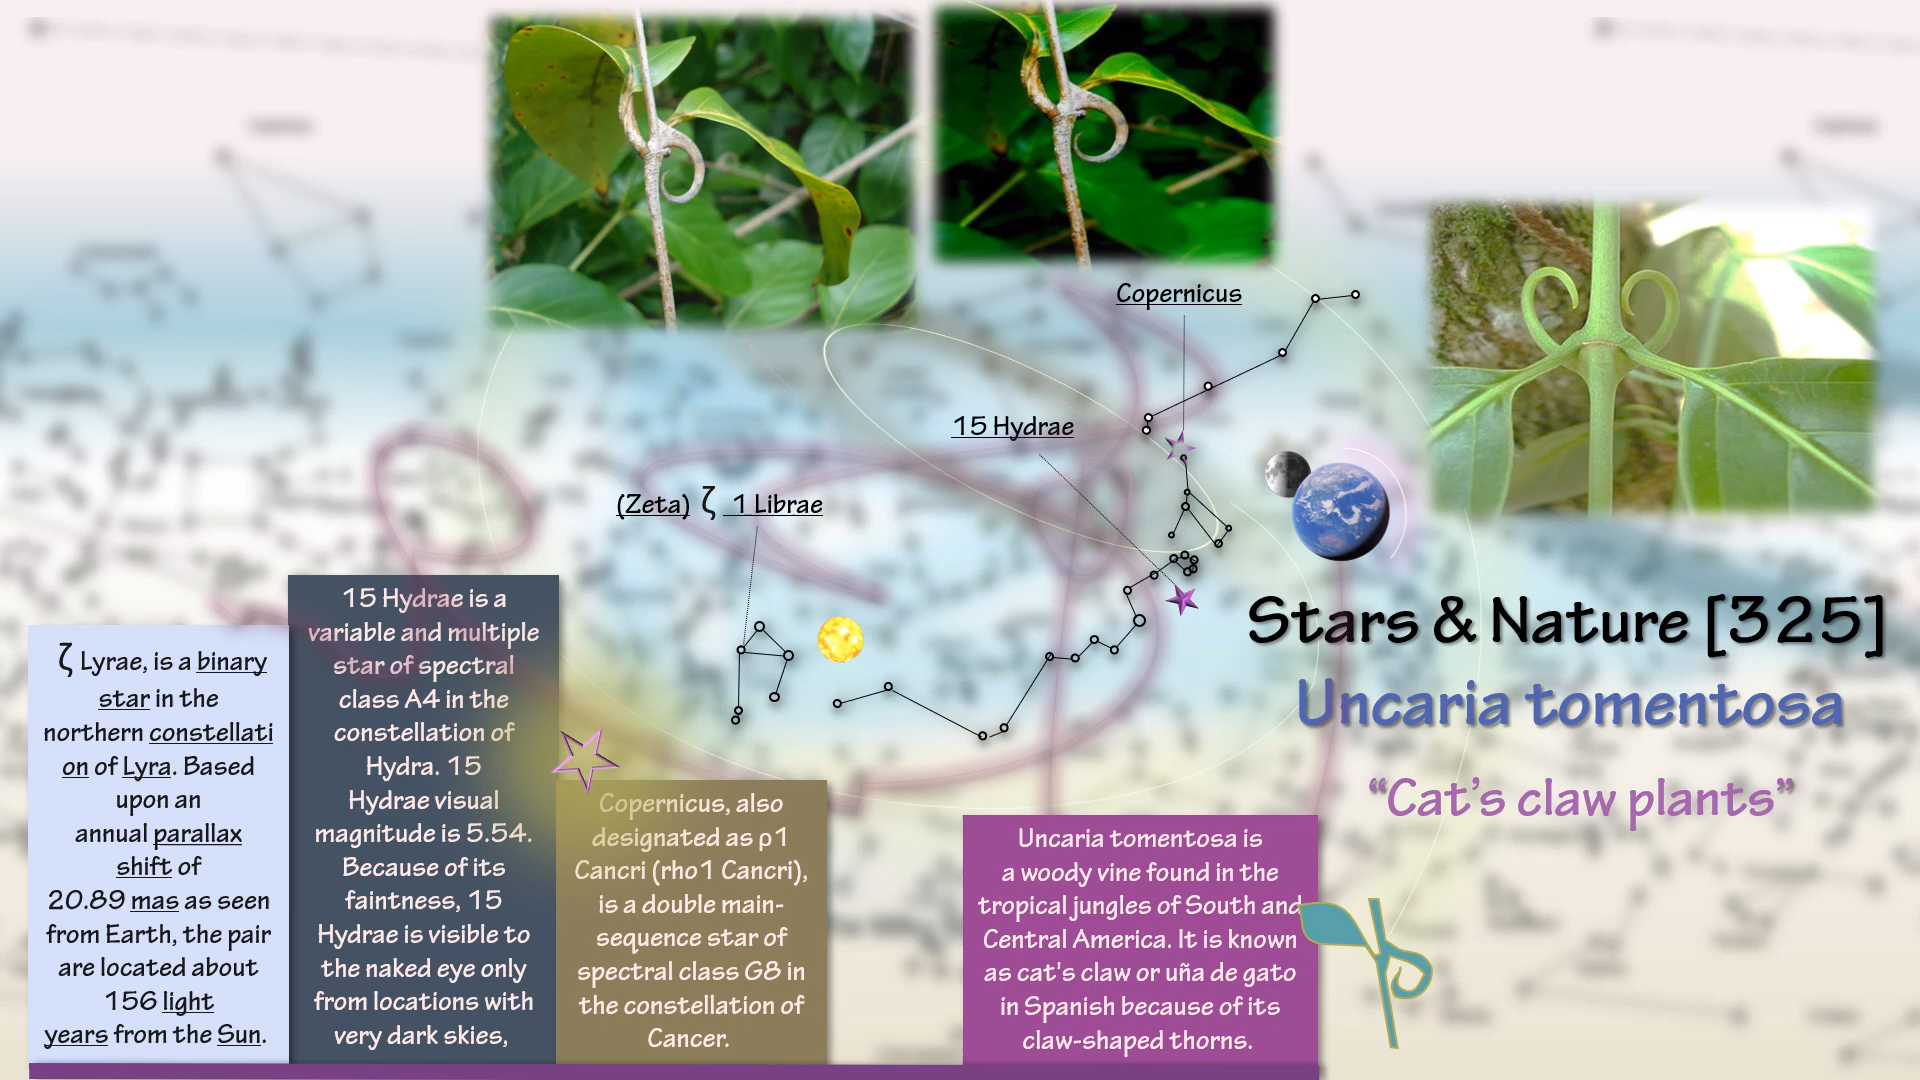 Copernicus
15 Hydrae
(Zeta) ζ 1 Librae
Stars & Nature [325]
Uncaria tomentosa
“Cat’s claw plants”
ζ Lyrae, is a binary
star in the
northern constellati
on of Lyra. Based
upon an
annual parallax
shift of
20.89 mas as seen
from Earth, the pair
are located about
156 light
years from the Sun.
15 Hydrae is a
variable and multiple
star of spectral
class A4 in the
constellation of
Hydra. 15
Hydrae visual
magnitude is 5.54.
Because of its
faintness, 15
Hydrae is visible to
the naked eye only
from locations with
very dark skies,
Copernicus, also
designated as ρ1
Cancri (rho1 Cancri),
is a double main-
sequence star of
spectral class G8 in
the constellation of
Cancer.
Uncaria tomentosa is
a woody vine found in the
tropical jungles of South and
Central America. It is known
as cat's claw or uña de gato
in Spanish because of its
claw-shaped thorns.